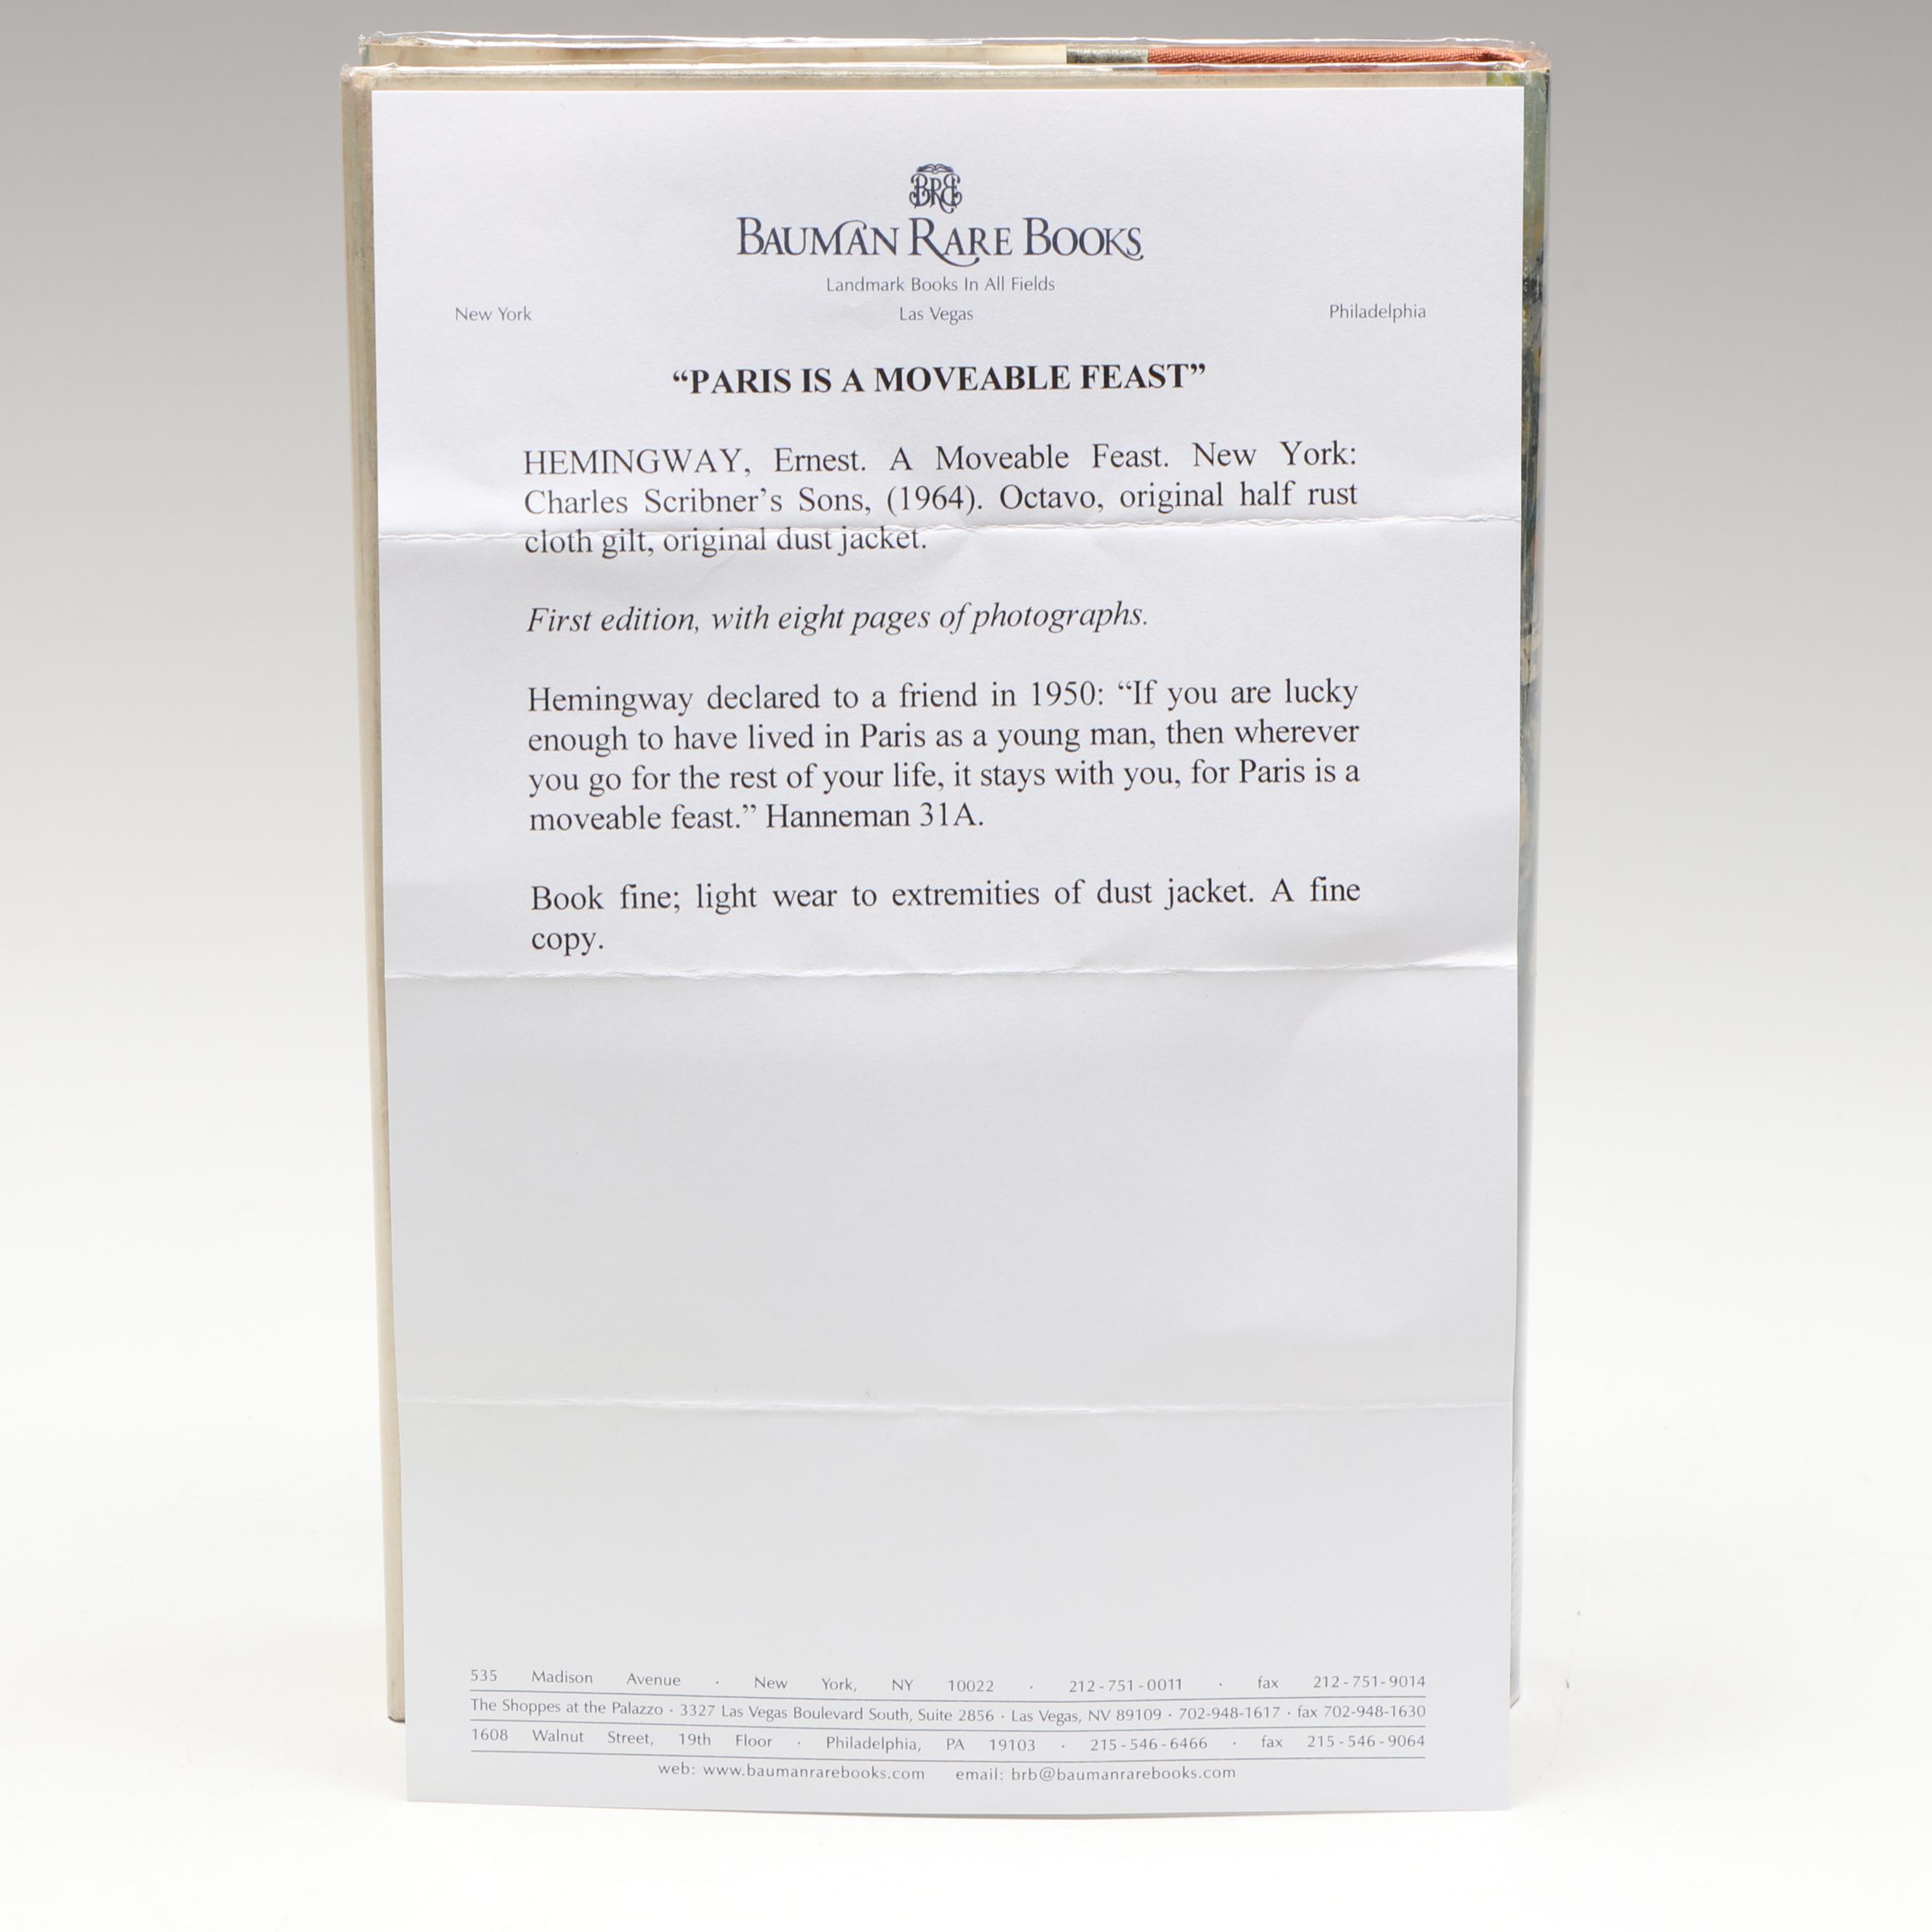 BRB
BAUMAN RARE BOOKS
Landmark Books In All Fields
New York Las Vegas Philadelphia
“PARIS IS A MOVEABLE FEAST”
HEMINGWAY, Ernest. A Moveable Feast. New York:
Charles Scribner’s Sons, (1964). Octavo, original half rust
cloth gilt, original dust jacket.
First edition, with eight pages of photographs.
Hemingway declared to a friend in 1950: “If you are lucky
enough to have lived in Paris as a young man, then wherever
you go for the rest of your life, it stays with you, for Paris is a
moveable feast.” Hanneman 31A.
Book fine; light wear to extremities of dust jacket. A fine
copy.
535 Madison Avenue · New York, NY 10022 · 212-751-0011 · fax 212-751-9014
The Shoppes at the Palazzo · 3327 Las Vegas Boulevard South, Suite 2856 · Las Vegas, NV 89109 · 702-948-1617 · fax 702-948-1630
1608 Walnut Street, 19th Floor · Philadelphia, PA 19103 · 215-546-6466 · fax 215-546-9064
web: www.baumanrarebooks.com email: brb@baumanrarebooks.com